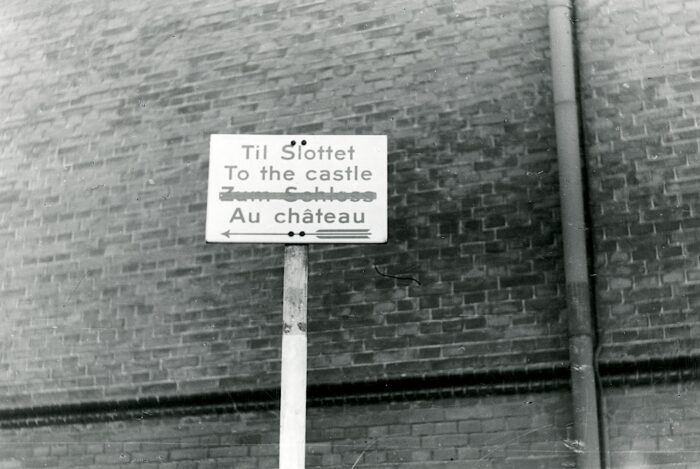 Til Slottet
To the castle
Zum Schloss
Au château